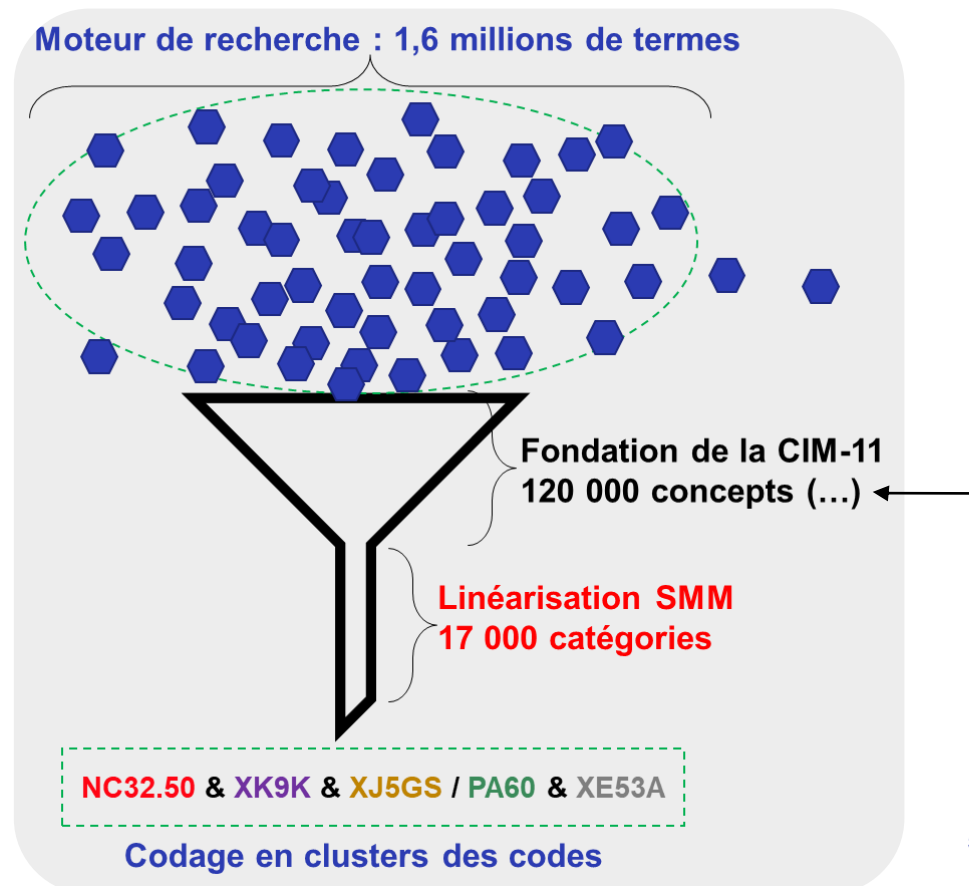 Moteur de recherche : 1,6 millions de termes
Fondation de la CIM-11
120 000 concepts (…)
Linéarisation SMM
17 000 catégories
NC32.50 & XK9K & XJ5GS / PA60 & XE53A
Codage en clusters des codes